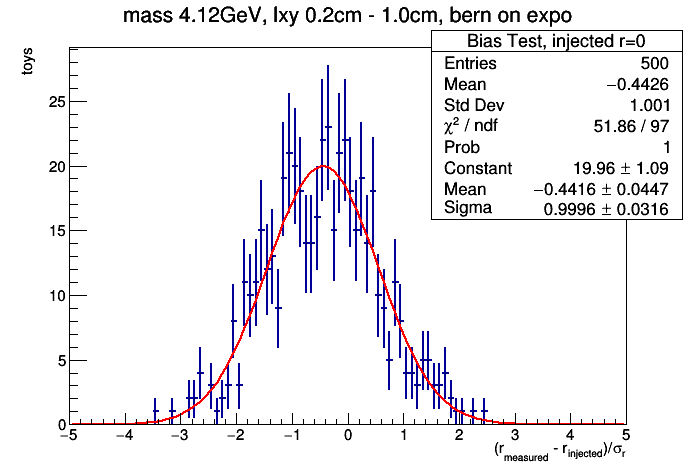 mass 4.12GeV, lxy 0.2cm - 1.0cm, bern on expo
Bias Test, injected r=0
Entries 500
Mean −0.4426
Std Dev 1.001
χ² / ndf 51.86 / 97
Prob 1
Constant 19.96 ± 1.09
Mean −0.4416 ± 0.0447
Sigma 0.9996 ± 0.0316
toys
25
20
15
10
5
0
−5 −4 −3 −2 −1 0 1 2 3 4 5
(r_measured - r_injected)/σ_r